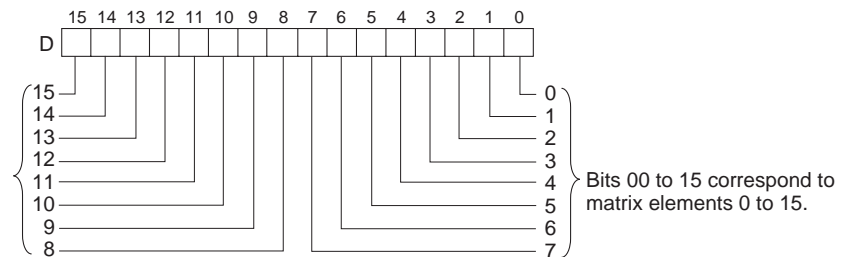 15 14 13 12 11 10 9 8 7 6 5 4 3 2 1 0
D
15 0
14 1
13 2
12 3
11 4
Bits 00 to 15 correspond to
matrix elements 0 to 15.
10 5
9 6
8 7